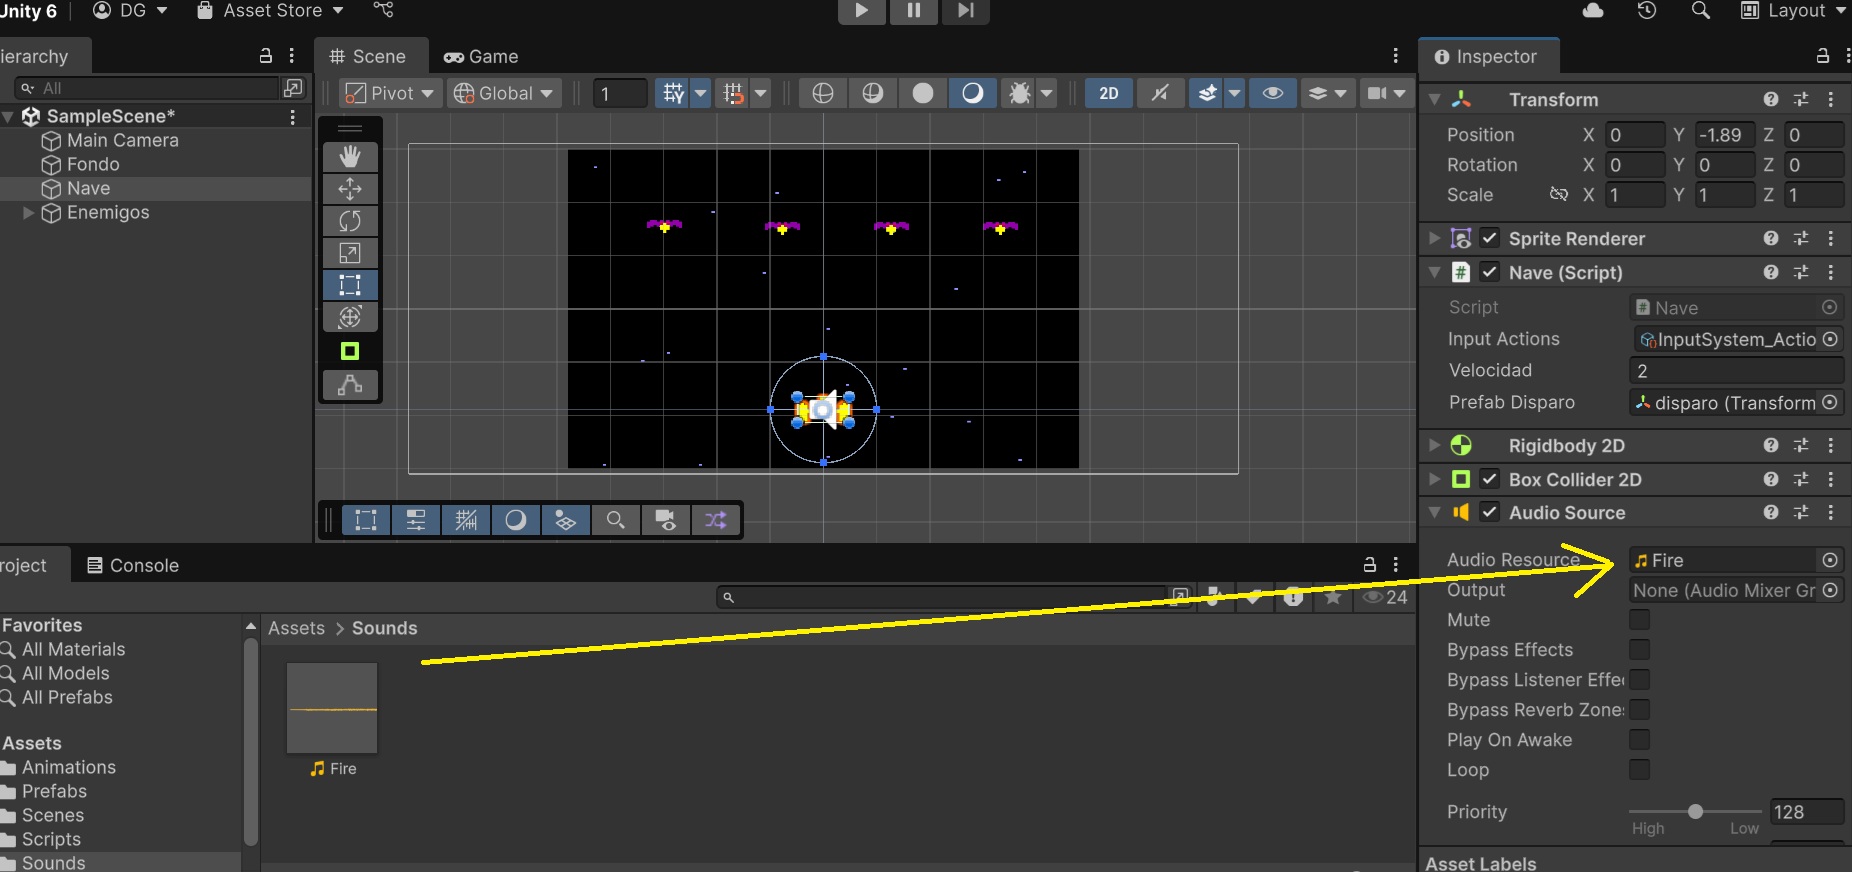 Unity 6 DG Asset Store Layout
ierarchy
All
SampleScene*
Main Camera
Fondo
Nave
Enemigos
Scene Game
Pivot Global 1 2D
Inspector
Transform
Position X 0 Y -1.89 Z 0
Rotation X 0 Y 0 Z 0
Scale X 1 Y 1 Z 1
Sprite Renderer
Nave (Script)
Script Nave
Input Actions InputSystem_Actio
Velocidad 2
Prefab Disparo disparo (Transform
Rigidbody 2D
Box Collider 2D
Audio Source
Audio Resource Fire
Output None (Audio Mixer Gr
Mute
Bypass Effects
Bypass Listener Effe
Bypass Reverb Zone
Play On Awake
Loop
Priority 128
High Low
Asset Labels
roject Console
24
Favorites
All Materials
All Models
All Prefabs
Assets
Animations
Prefabs
Scenes
Scripts
Sounds
Assets > Sounds
Fire